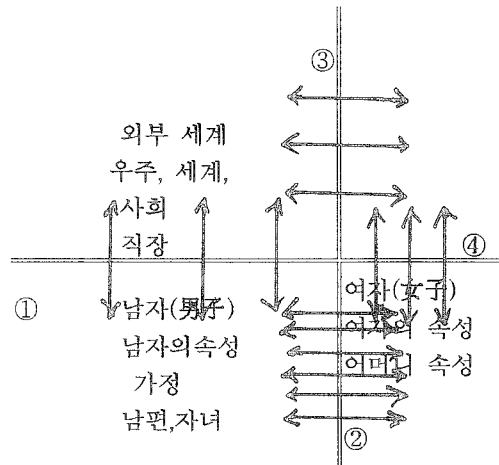 ③
외부 세계
우주, 세계,
사회
직장
④
①
남자(男子)
남자의속성
가정
남편,자녀
여자(女子)
여자의 속성
어머니 속성
②